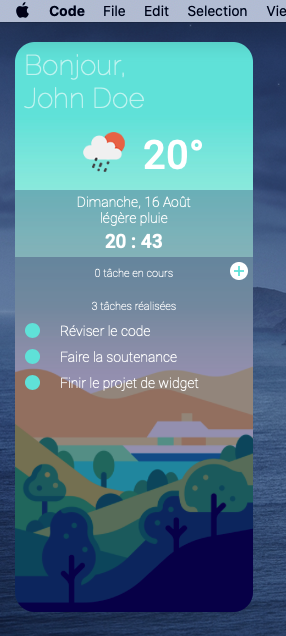 Code File Edit Selection
Bonjour,
John Doe
20°
Dimanche, 16 Août
légère pluie
20 : 43
0 tâche en cours
3 tâches réalisées
Réviser le code
Faire la soutenance
Finir le projet de widget